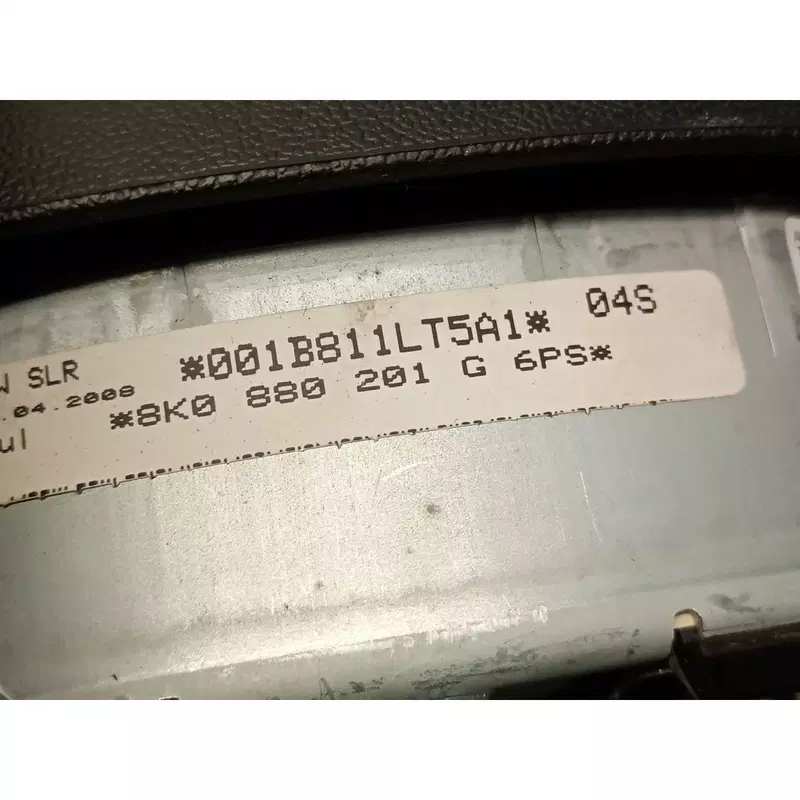 W SLR *001B811LT5A1* 04S
.04.2008 *8K0 880 201 G 6PS*
ul